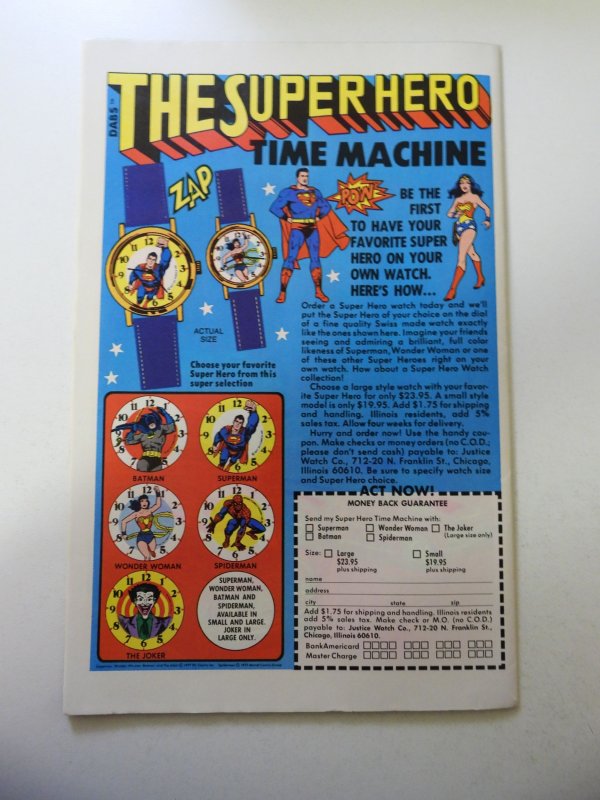 DABS™
THE SUPER HERO
TIME MACHINE
ZAP
POW
BE THE
FIRST
TO HAVE YOUR
FAVORITE SUPER
HERO ON YOUR
OWN WATCH.
HERE'S HOW...
ACTUAL
SIZE
Choose your favorite
Super Hero from this
super selection
Order a Super Hero watch today and we'll
put the Super Hero of your choice on the dial
of a fine quality Swiss made watch exactly
like the ones shown here. Imagine your friends
seeing and admiring a brilliant, full color
likeness of Superman, Wonder Woman or one
of these other Super Heroes right on your
own watch. How about a Super Hero Watch
collection!
Choose a large style watch with your favor-
ite Super Hero for only $23.95. A small style
model is only $19.95. Add $1.75 for shipping
and handling. Illinois residents, add 5%
sales tax. Allow four weeks for delivery.
Hurry and order now! Use the handy cou-
pon. Make checks or money orders (no C.O.D.;
please don't send cash) payable to: Justice
Watch Co., 712-20 N. Franklin St., Chicago,
Illinois 60610. Be sure to specify watch size
and Super Hero choice.
BATMAN
SUPERMAN
WONDER WOMAN
SPIDERMAN
THE JOKER
SUPERMAN,
WONDER WOMAN,
BATMAN
AND
SPIDERMAN,
AVAILABLE IN
SMALL AND LARGE.
JOKER IN
LARGE ONLY.
ACT NOW!
MONEY BACK GUARANTEE
Send my Super Hero Time Machine with:
Superman Wonder Woman The Joker
Batman Spiderman (Large size only)
Size: Large Small
$23.95 $19.95
plus shipping plus shipping
name
address
city state zip
Add $1.75 for shipping and handling. Illinois residents
add 5% sales tax. Make check or M.O. (no C.O.D.)
payable to: Justice Watch Co., 712-20 N. Franklin St.,
Chicago, Illinois 60610.
BankAmericard
Master Charge